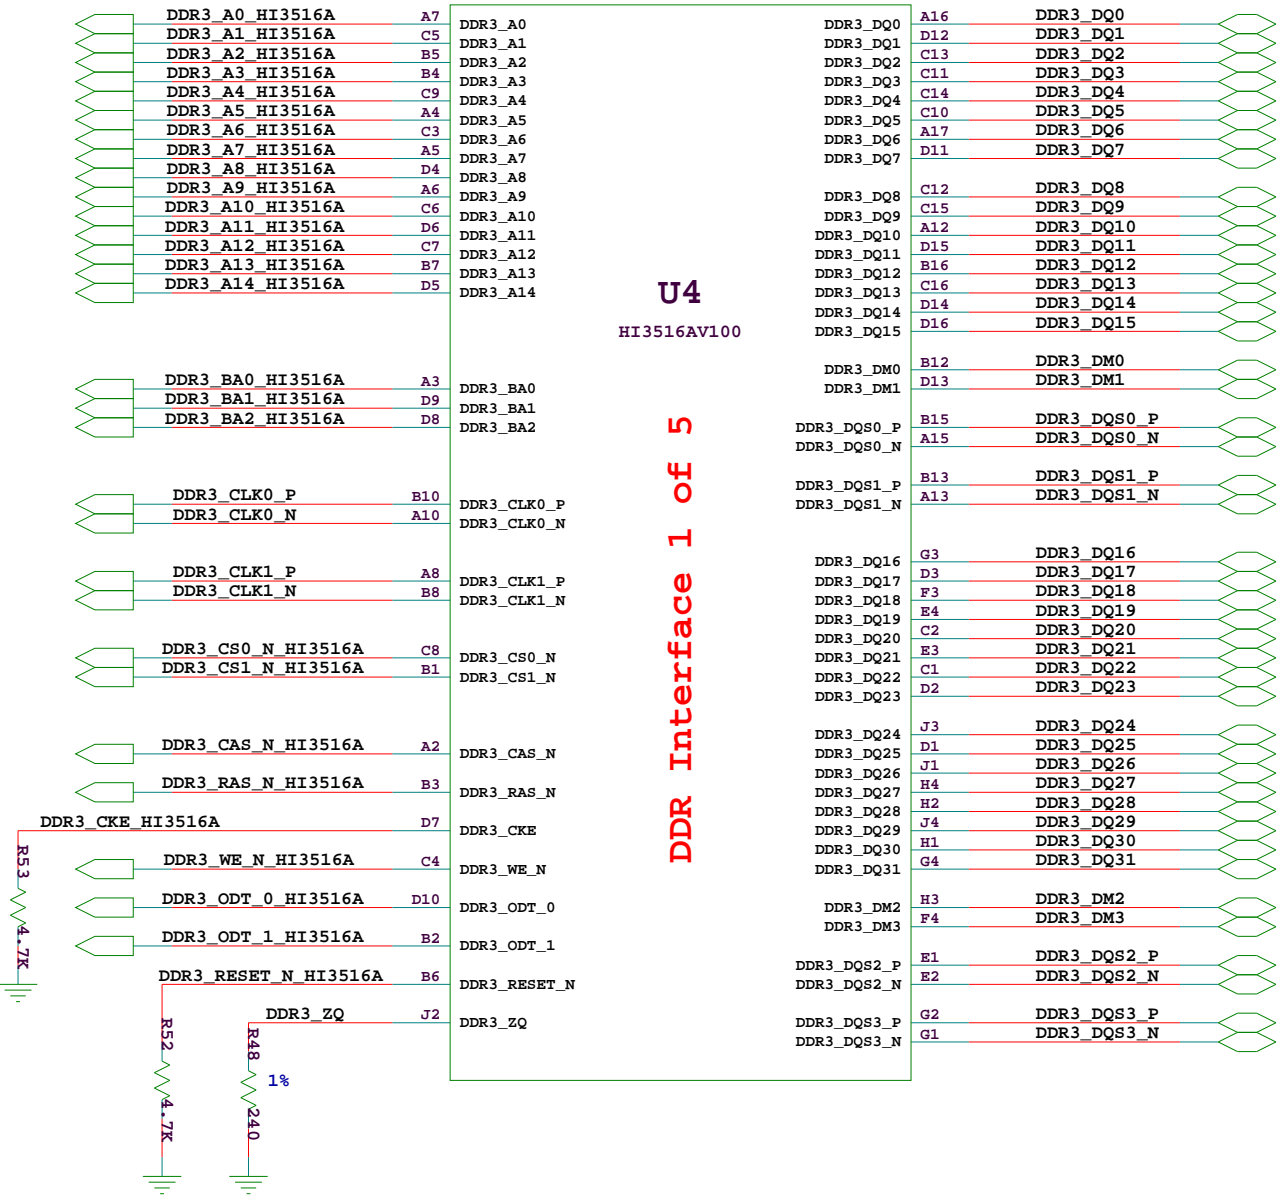 DDR3_A0_HI3516A A7 DDR3_A0 DDR3_DQ0 A16 DDR3_DQ0
DDR3_A1_HI3516A C5 DDR3_A1 DDR3_DQ1 D12 DDR3_DQ1
DDR3_A2_HI3516A B5 DDR3_A2 DDR3_DQ2 C13 DDR3_DQ2
DDR3_A3_HI3516A B4 DDR3_A3 DDR3_DQ3 C11 DDR3_DQ3
DDR3_A4_HI3516A C9 DDR3_A4 DDR3_DQ4 C14 DDR3_DQ4
DDR3_A5_HI3516A A4 DDR3_A5 DDR3_DQ5 C10 DDR3_DQ5
DDR3_A6_HI3516A C3 DDR3_A6 DDR3_DQ6 A17 DDR3_DQ6
DDR3_A7_HI3516A A5 DDR3_A7 DDR3_DQ7 D11 DDR3_DQ7
DDR3_A8_HI3516A D4 DDR3_A8
DDR3_A9_HI3516A A6 DDR3_A9 DDR3_DQ8 C12 DDR3_DQ8
DDR3_A10_HI3516A C6 DDR3_A10 DDR3_DQ9 C15 DDR3_DQ9
DDR3_A11_HI3516A D6 DDR3_A11 DDR3_DQ10 A12 DDR3_DQ10
DDR3_A12_HI3516A C7 DDR3_A12 DDR3_DQ11 D15 DDR3_DQ11
DDR3_A13_HI3516A B7 DDR3_A13 DDR3_DQ12 B16 DDR3_DQ12
DDR3_A14_HI3516A D5 DDR3_A14 DDR3_DQ13 C16 DDR3_DQ13
U4
DDR3_DQ14 D14 DDR3_DQ14
HI3516AV100 DDR3_DQ15 D16 DDR3_DQ15
DDR3_DM0 B12 DDR3_DM0
DDR3_BA0_HI3516A A3 DDR3_BA0 DDR3_DM1 D13 DDR3_DM1
DDR3_BA1_HI3516A D9 DDR3_BA1
DDR3_BA2_HI3516A D8 DDR3_BA2 DDR3_DQS0_P B15 DDR3_DQS0_P
DDR3_DQS0_N A15 DDR3_DQS0_N
DDR3_DQS1_P B13 DDR3_DQS1_P
DDR3_CLK0_P B10 DDR3_CLK0_P DDR3_DQS1_N A13 DDR3_DQS1_N
DDR3_CLK0_N A10 DDR3_CLK0_N
DDR Interface 1 of 5
DDR3_DQ16 G3 DDR3_DQ16
DDR3_CLK1_P A8 DDR3_CLK1_P DDR3_DQ17 D3 DDR3_DQ17
DDR3_CLK1_N B8 DDR3_CLK1_N DDR3_DQ18 F3 DDR3_DQ18
DDR3_DQ19 E4 DDR3_DQ19
DDR3_DQ20 C2 DDR3_DQ20
DDR3_CS0_N_HI3516A C8 DDR3_CS0_N DDR3_DQ21 E3 DDR3_DQ21
DDR3_CS1_N_HI3516A B1 DDR3_CS1_N DDR3_DQ22 C1 DDR3_DQ22
DDR3_DQ23 D2 DDR3_DQ23
DDR3_DQ24 J3 DDR3_DQ24
DDR3_CAS_N_HI3516A A2 DDR3_CAS_N DDR3_DQ25 D1 DDR3_DQ25
DDR3_DQ26 J1 DDR3_DQ26
DDR3_RAS_N_HI3516A B3 DDR3_RAS_N DDR3_DQ27 H4 DDR3_DQ27
DDR3_DQ28 H2 DDR3_DQ28
DDR3_CKE_HI3516A D7 DDR3_CKE DDR3_DQ29 J4 DDR3_DQ29
DDR3_DQ30 H1 DDR3_DQ30
DDR3_WE_N_HI3516A C4 DDR3_WE_N DDR3_DQ31 G4 DDR3_DQ31
R53
4.7K
DDR3_ODT_0_HI3516A D10 DDR3_ODT_0 DDR3_DM2 H3 DDR3_DM2
DDR3_DM3 F4 DDR3_DM3
DDR3_ODT_1_HI3516A B2 DDR3_ODT_1
DDR3_DQS2_P E1 DDR3_DQS2_P
DDR3_RESET_N_HI3516A B6 DDR3_RESET_N DDR3_DQS2_N E2 DDR3_DQS2_N
DDR3_ZQ J2 DDR3_ZQ DDR3_DQS3_P G2 DDR3_DQS3_P
DDR3_DQS3_N G1 DDR3_DQS3_N
R52
4.7K
R48
1%
240